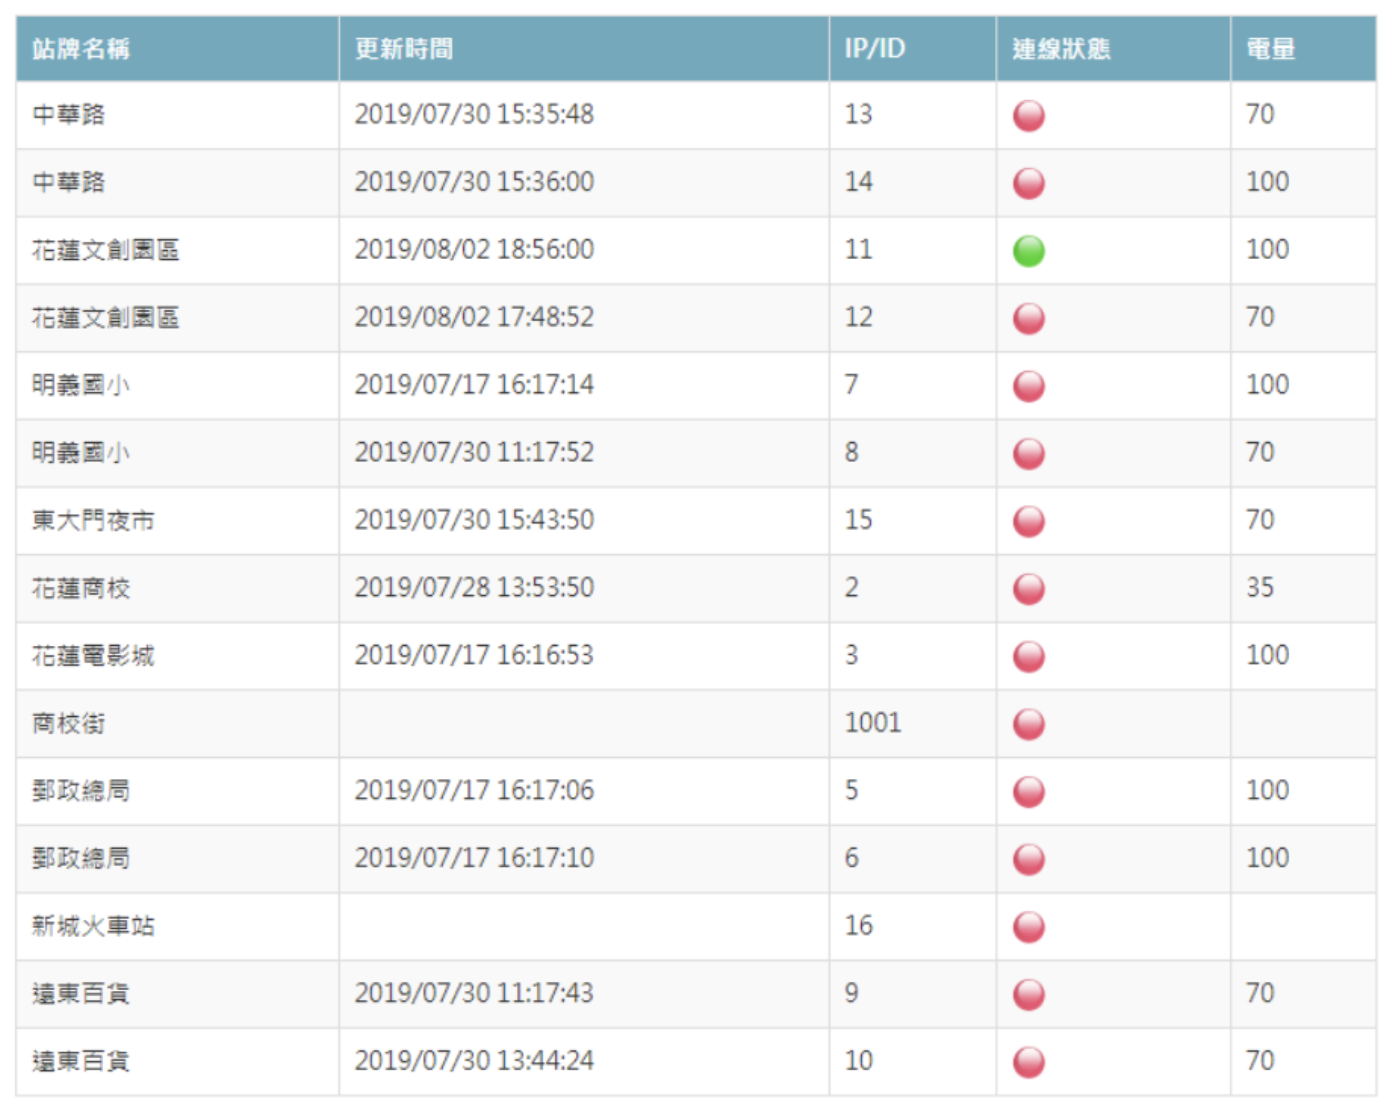 站牌名稱 更新時間 IP/ID 連線狀態 電量
中華路 2019/07/30 15:35:48 13 70
中華路 2019/07/30 15:36:00 14 100
花蓮文創園區 2019/08/02 18:56:00 11 100
花蓮文創園區 2019/08/02 17:48:52 12 70
明義國小 2019/07/17 16:17:14 7 100
明義國小 2019/07/30 11:17:52 8 70
東大門夜市 2019/07/30 15:43:50 15 70
花蓮商校 2019/07/28 13:53:50 2 35
花蓮電影城 2019/07/17 16:16:53 3 100
商校街 1001
郵政總局 2019/07/17 16:17:06 5 100
郵政總局 2019/07/17 16:17:10 6 100
新城火車站 16
遠東百貨 2019/07/30 11:17:43 9 70
遠東百貨 2019/07/30 13:44:24 10 70